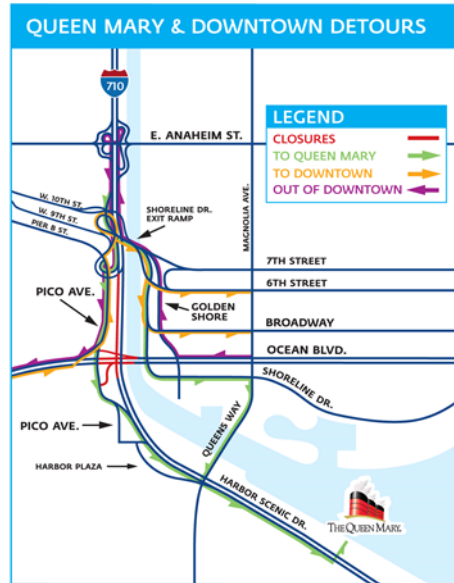 QUEEN MARY & DOWNTOWN DETOURS
710
E. ANAHEIM ST.
LEGEND
CLOSURES
TO QUEEN MARY
TO DOWNTOWN
OUT OF DOWNTOWN
MAGNOLIA AVE.
W. 10TH ST.
W. 9TH ST.
PIER B ST.
SHORELINE DR.
EXIT RAMP
7TH STREET
6TH STREET
PICO AVE.
GOLDEN
SHORE
BROADWAY
OCEAN BLVD.
SHORELINE DR.
PICO AVE.
QUEENS WAY
HARBOR PLAZA
HARBOR SCENIC DR.
THE QUEEN MARY.